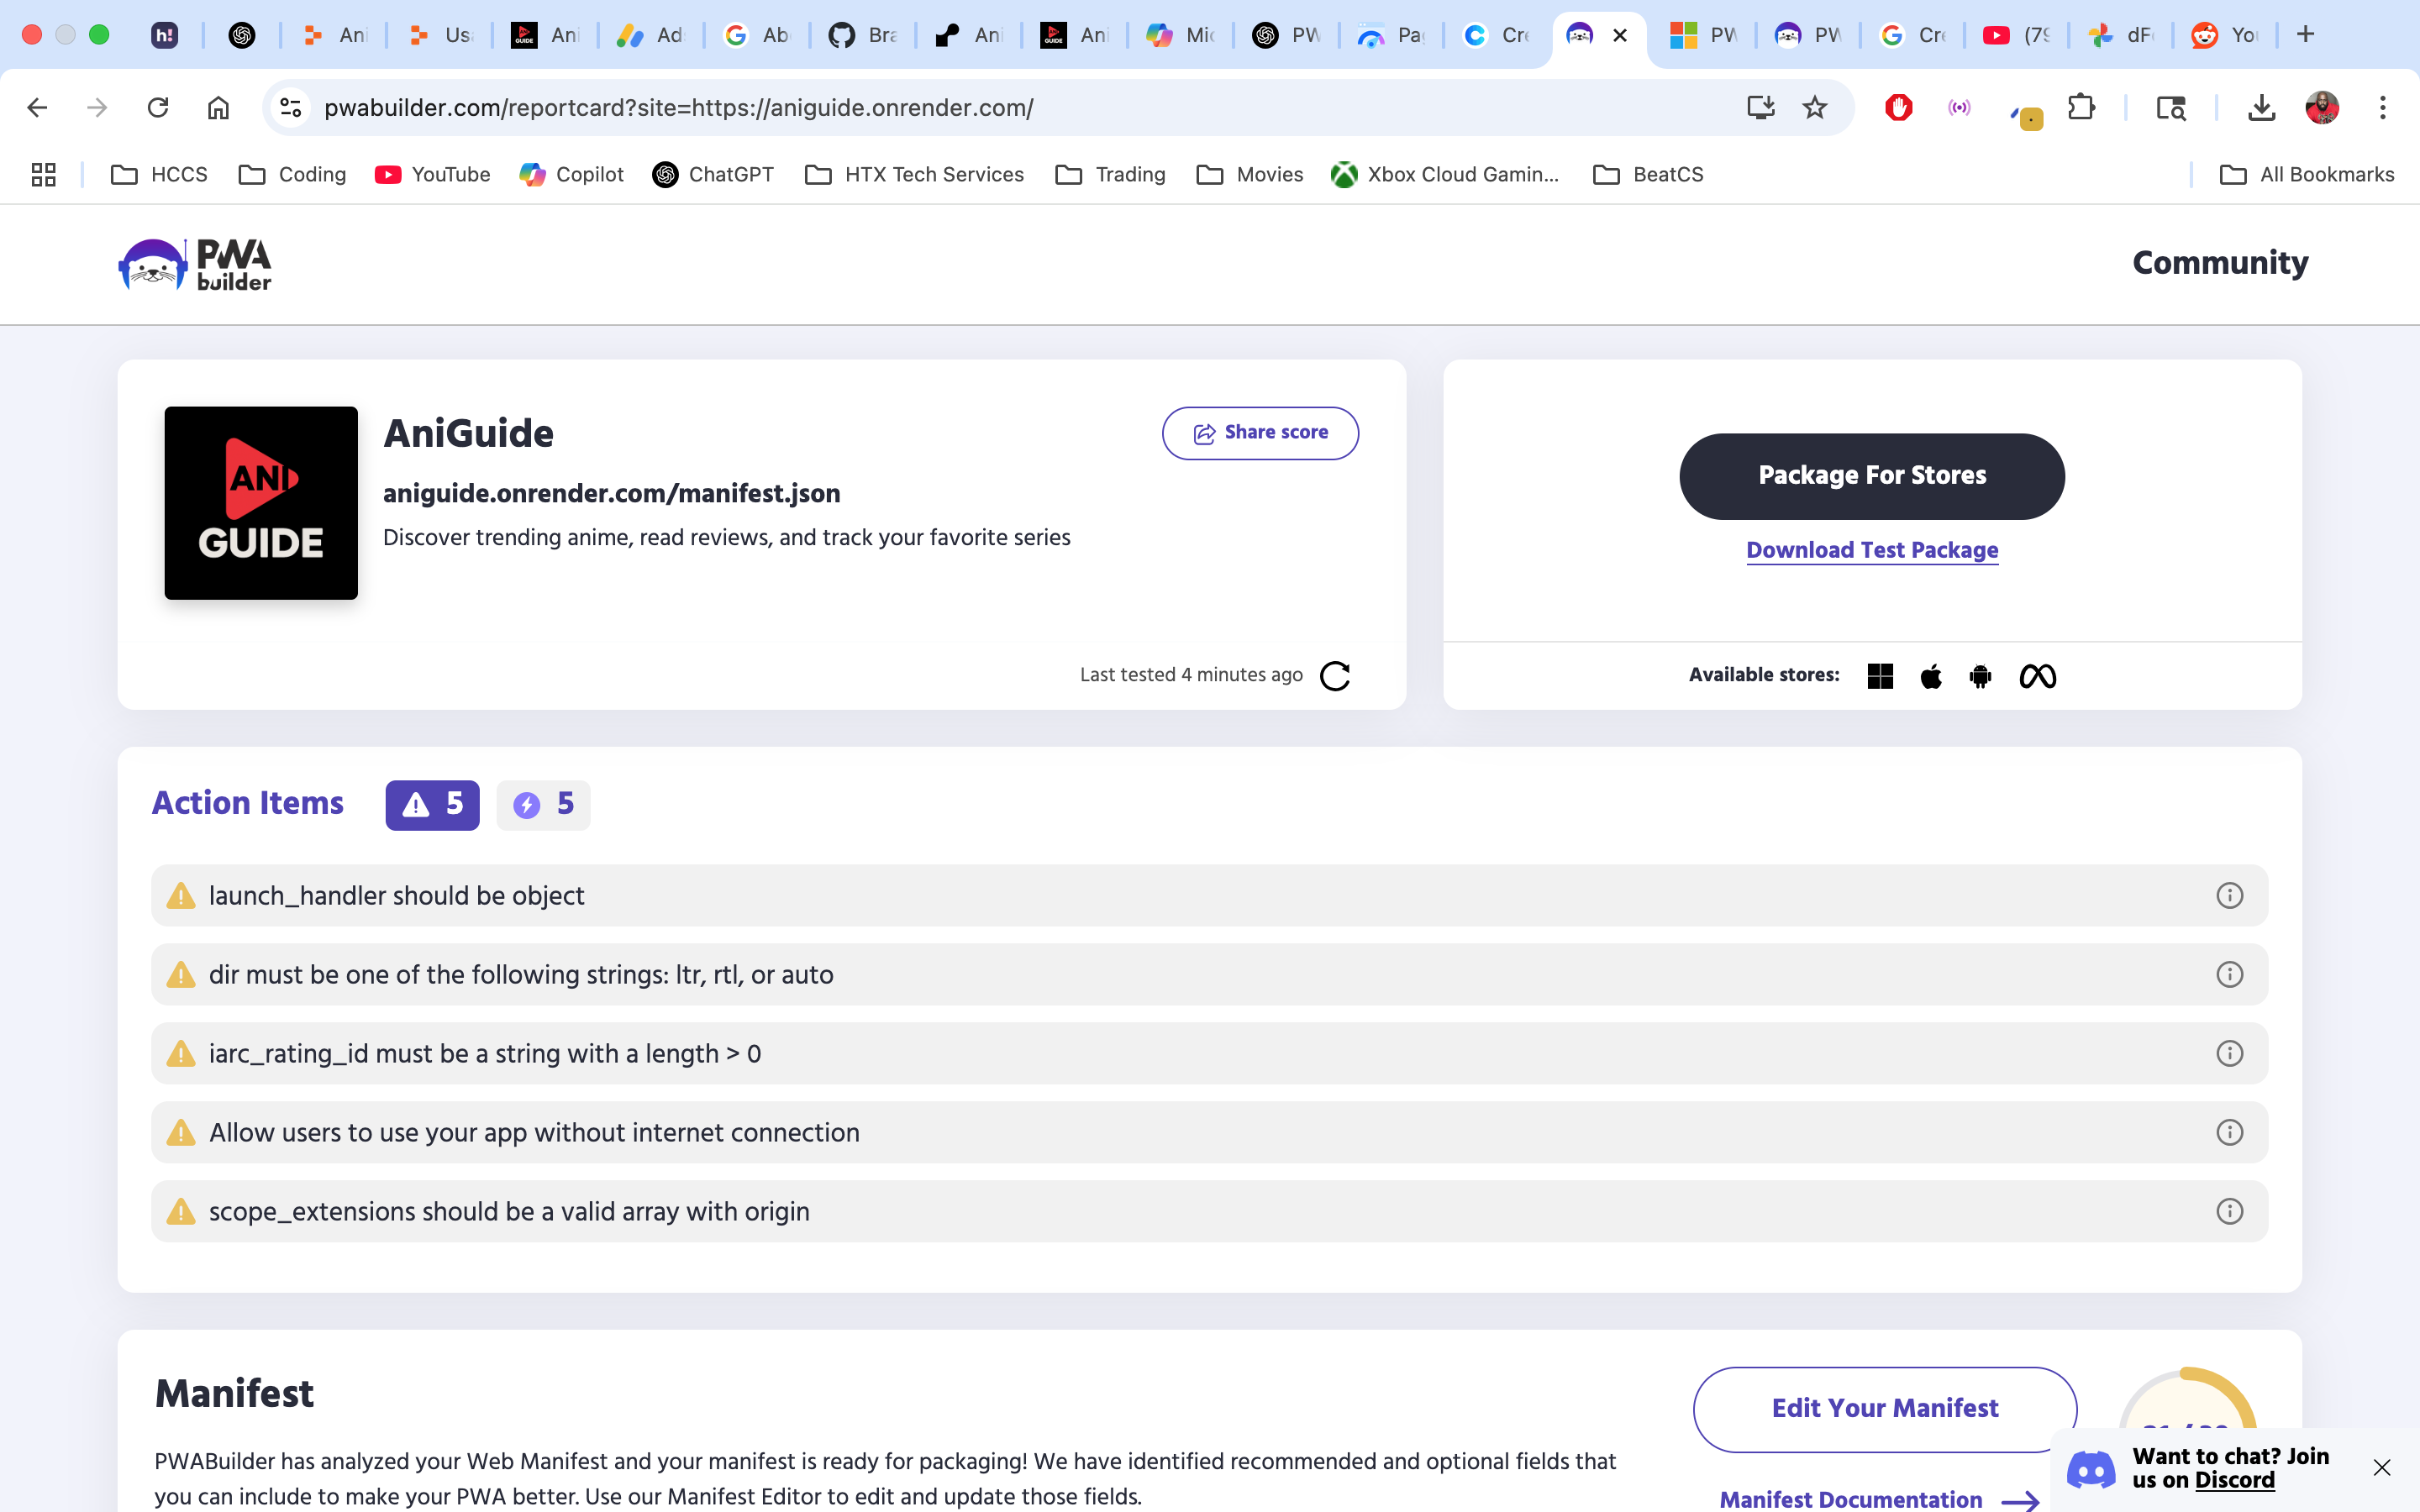 h!
Ani
Us
Ani
Ad
Ab
Bra
Ani
Ani
Mic
PW
Pa
Cre
PW
PW
Cre
(79
dF
Yo
pwabuilder.com/reportcard?site=https://aniguide.onrender.com/
HCCS
Coding
YouTube
Copilot
ChatGPT
HTX Tech Services
Trading
Movies
Xbox Cloud Gamin...
BeatCS
All Bookmarks
PWA
builder
Community
ANI
GUIDE
AniGuide
Share score
aniguide.onrender.com/manifest.json
Discover trending anime, read reviews, and track your favorite series
Last tested 4 minutes ago
Package For Stores
Download Test Package
Available stores:
Action Items
5
5
launch_handler should be object
dir must be one of the following strings: ltr, rtl, or auto
iarc_rating_id must be a string with a length > 0
Allow users to use your app without internet connection
scope_extensions should be a valid array with origin
Manifest
PWABuilder has analyzed your Web Manifest and your manifest is ready for packaging! We have identified recommended and optional fields that
you can include to make your PWA better. Use our Manifest Editor to edit and update those fields.
Edit Your Manifest
Manifest Documentation
Want to chat? Join
us on Discord